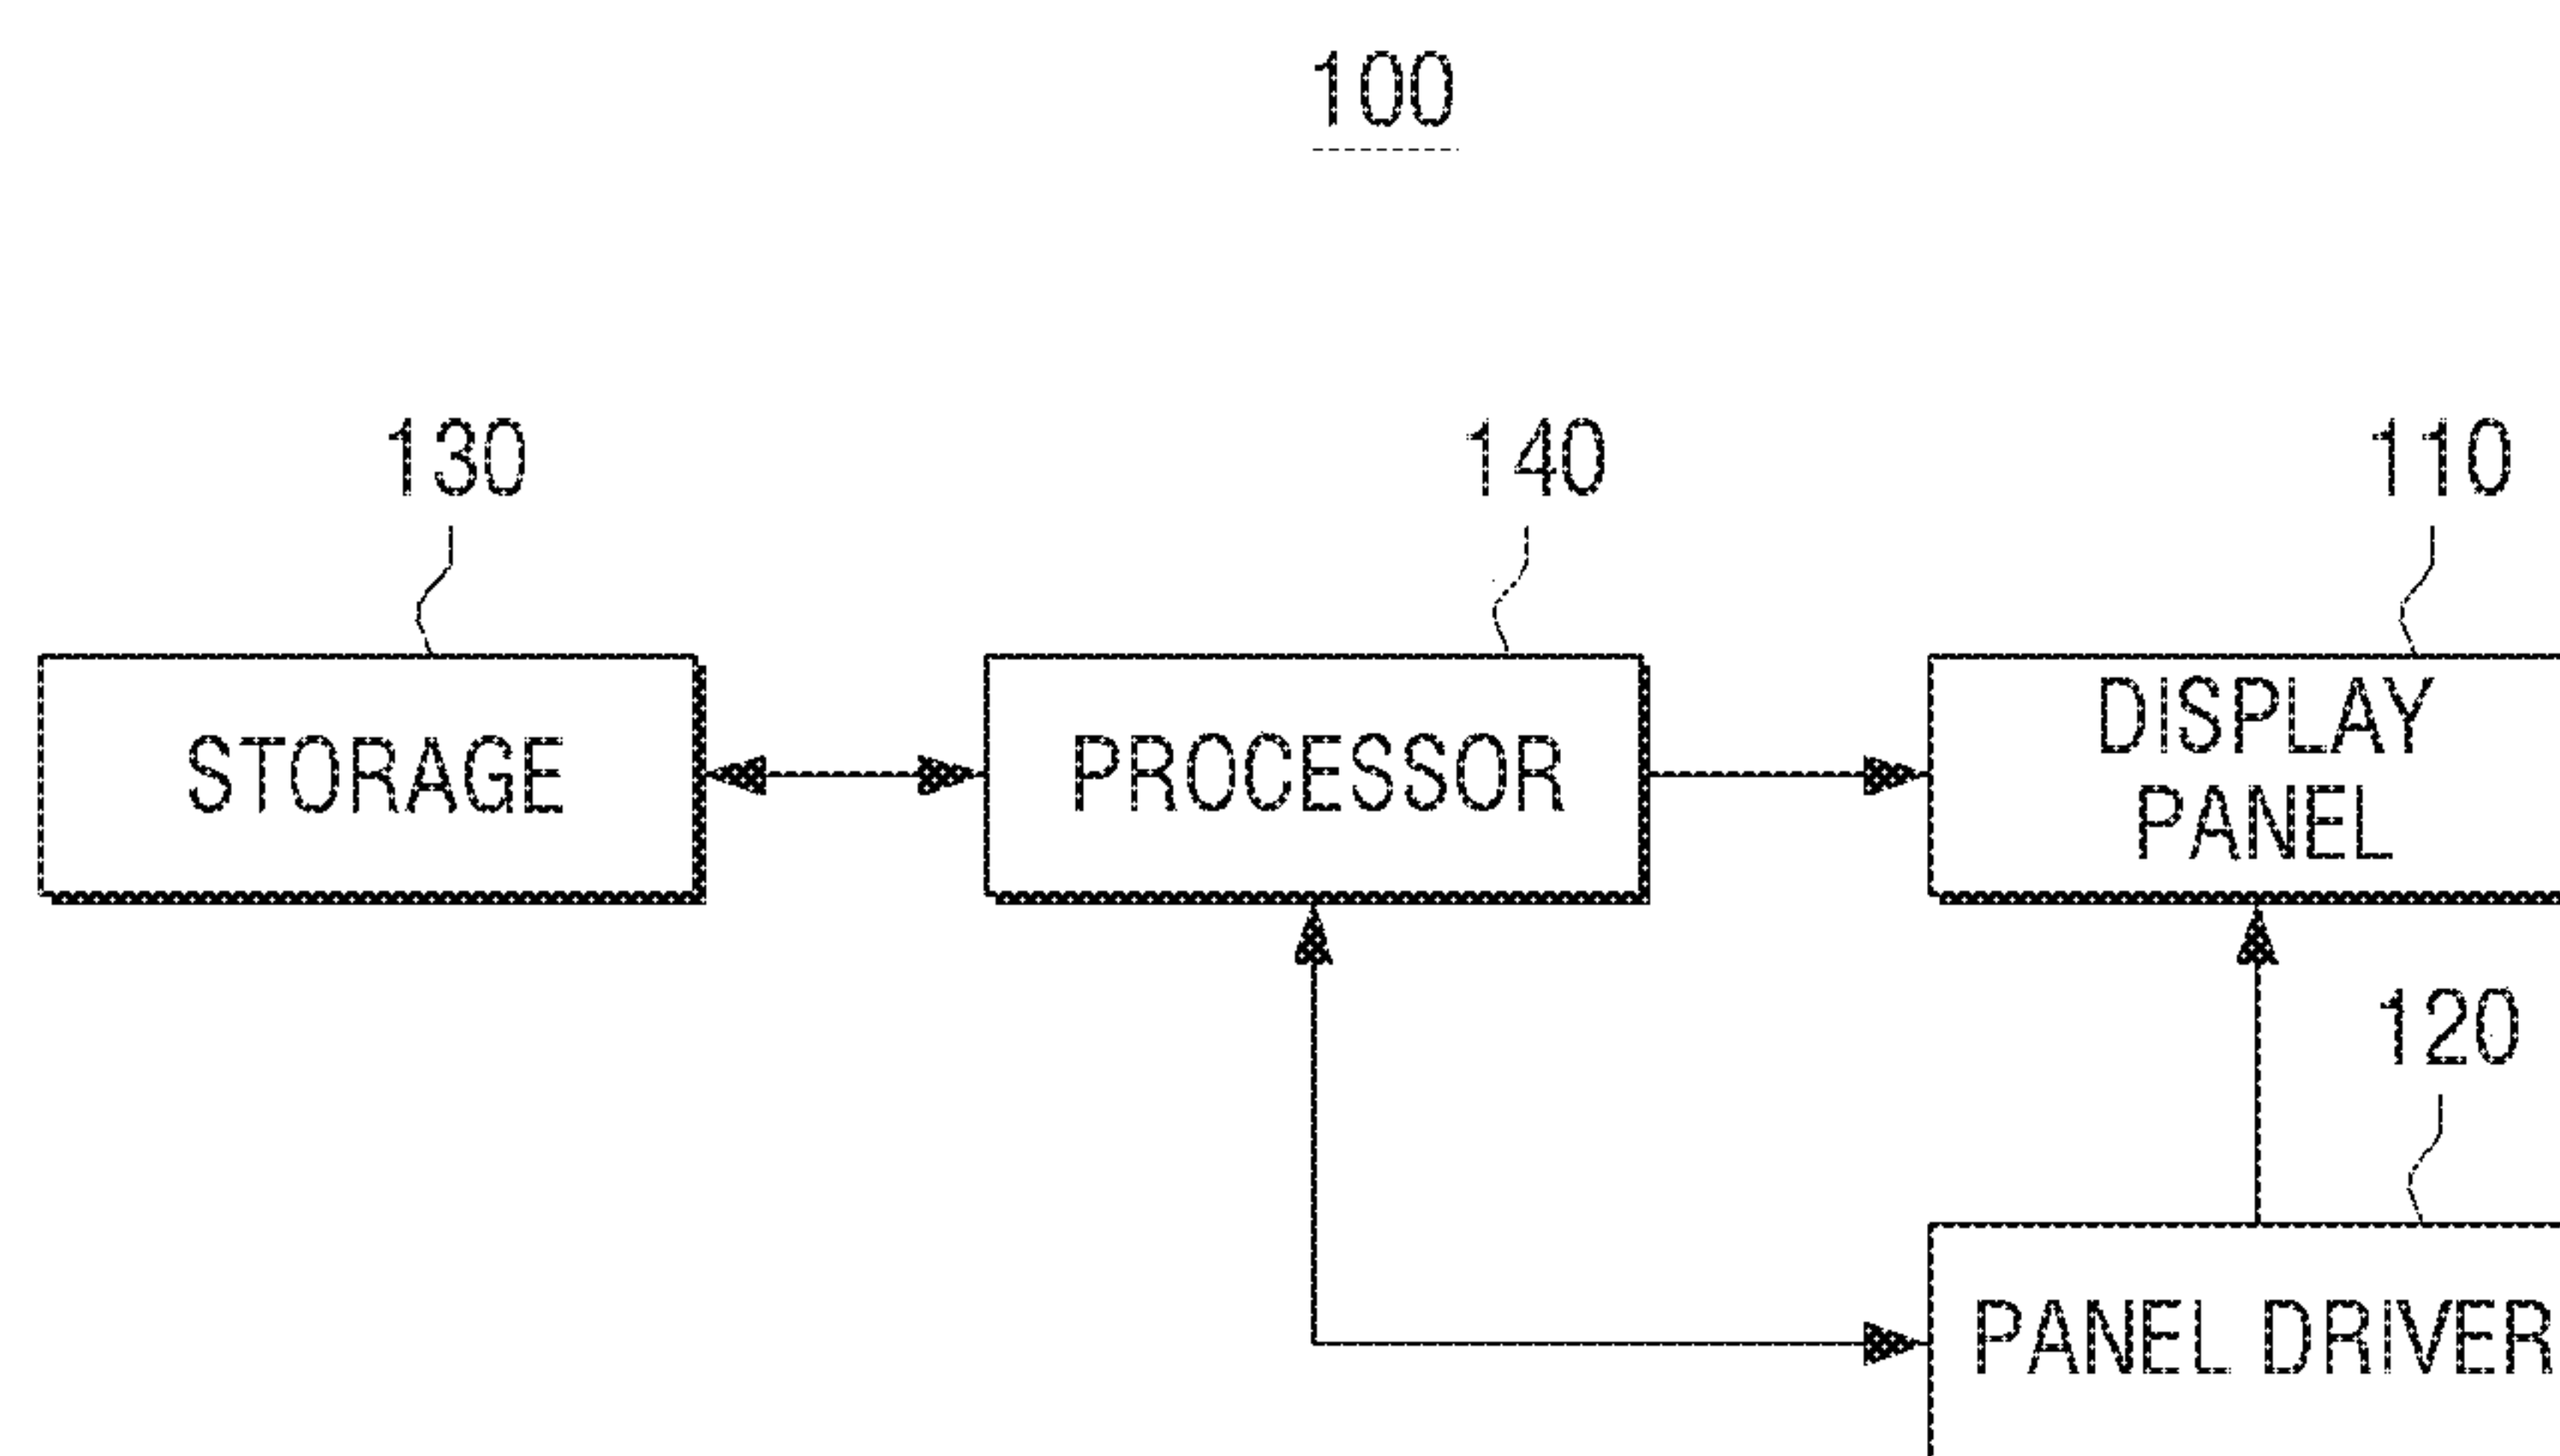 100
130
140
110
STORAGE
PROCESSOR
DISPLAY
PANEL
120
PANEL DRIVER